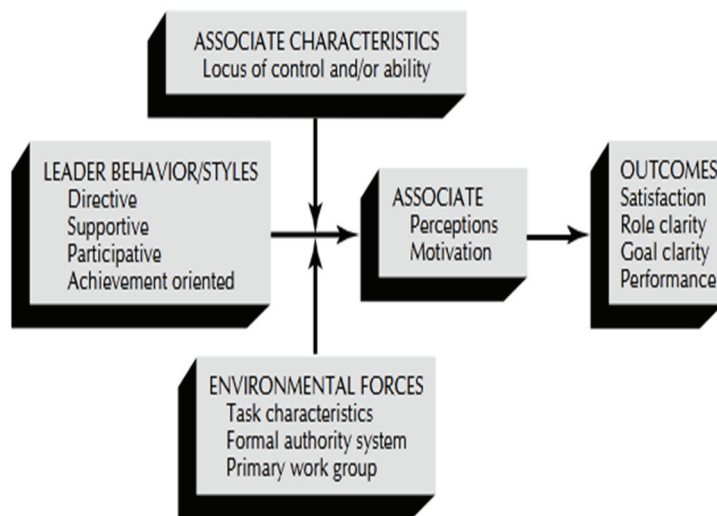 ASSOCIATE CHARACTERISTICS
Locus of control and/or ability
LEADER BEHAVIOR/STYLES
Directive
Supportive
Participative
Achievement oriented
ASSOCIATE
Perceptions
Motivation
OUTCOMES
Satisfaction
Role clarity
Goal clarity
Performance
ENVIRONMENTAL FORCES
Task characteristics
Formal authority system
Primary work group